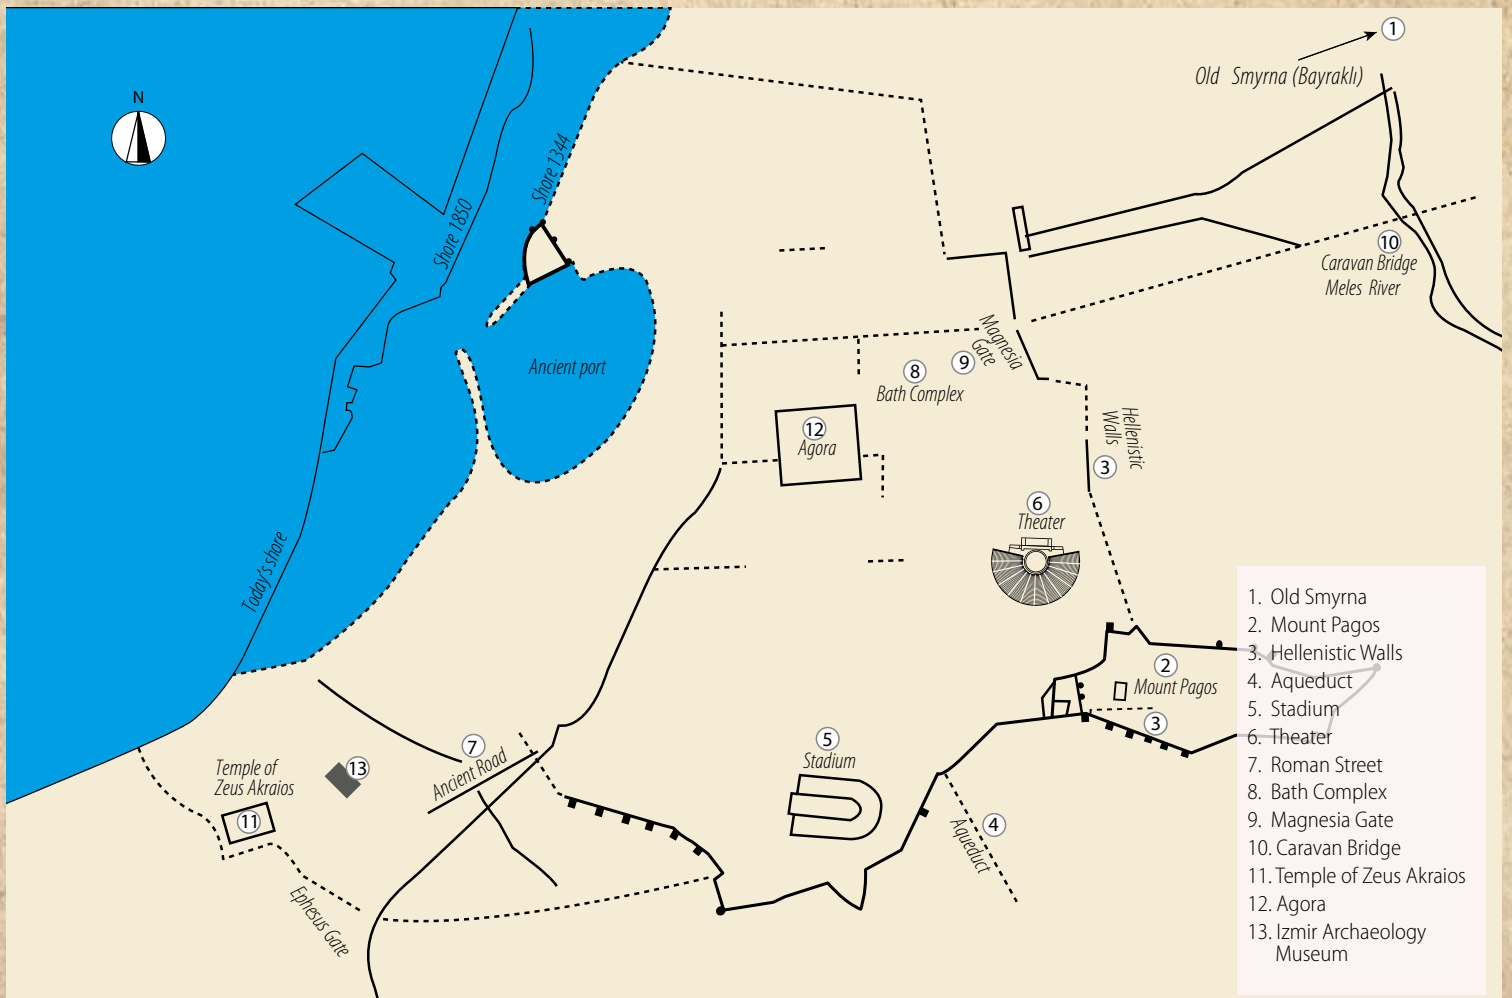 1
Old Smyrna (Bayraklı)
N
Shore 1344
Shore 1850
10
Caravan Bridge
Meles River
Magnesia
Gate
Ancient port
8
9
Bath Complex
Hellenistic
Walls
12
Agora
3
6
Theater
Today's shore
2
Mount Pagos
3
5
Stadium
7
Ancient Road
Temple of
Zeus Akraios
13
11
4
Aqueduct
Ephesus Gate
1. Old Smyrna
2. Mount Pagos
3. Hellenistic Walls
4. Aqueduct
5. Stadium
6. Theater
7. Roman Street
8. Bath Complex
9. Magnesia Gate
10. Caravan Bridge
11. Temple of Zeus Akraios
12. Agora
13. Izmir Archaeology
Museum